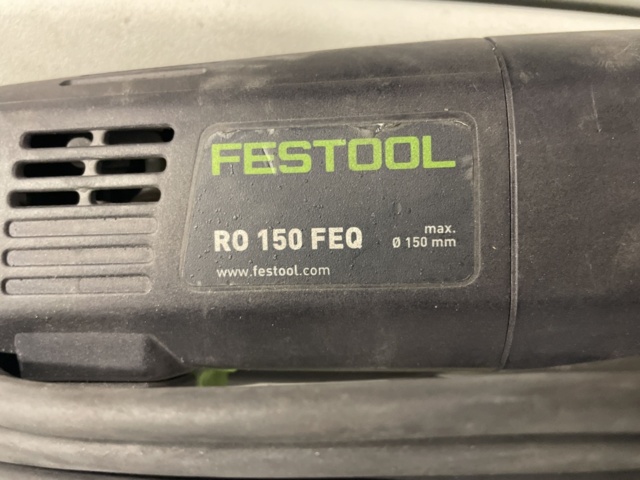 FESTOOL
RO 150 FEQ
max.
Ø 150 mm
www.festool.com